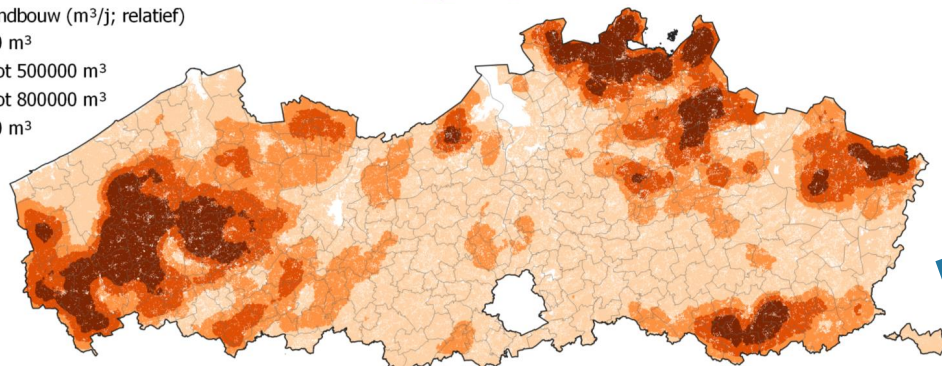 ndbouw (m³/j; relatief)
0 m³
ot 500000 m³
ot 800000 m³
0 m³